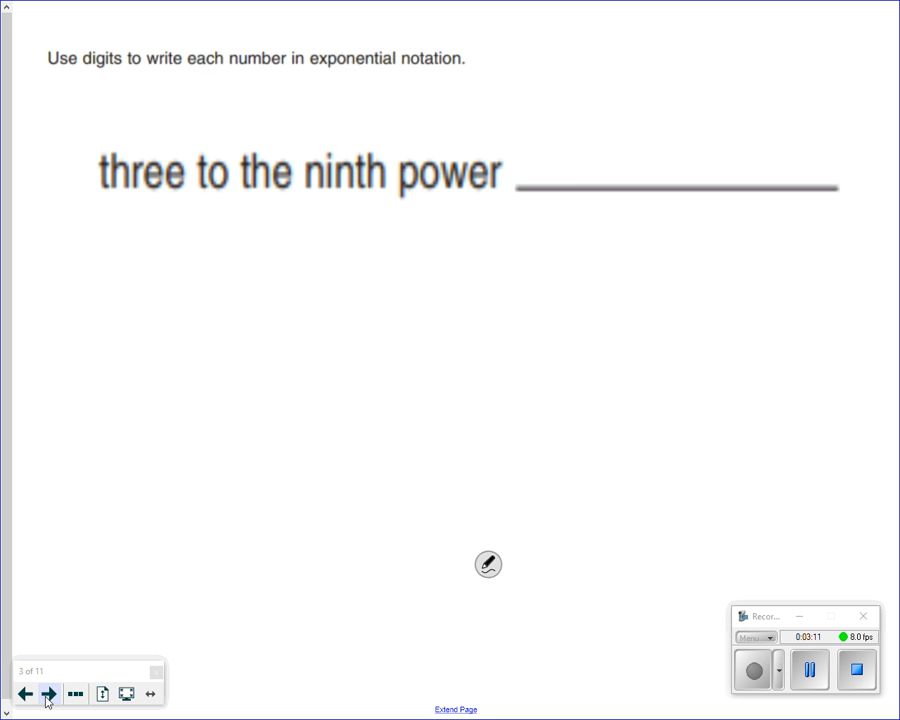 Use digits to write each number in exponential notation.
three to the ninth power
Recor...
Menu
0:03:11
8.0 fps
3 of 11
Extend Page